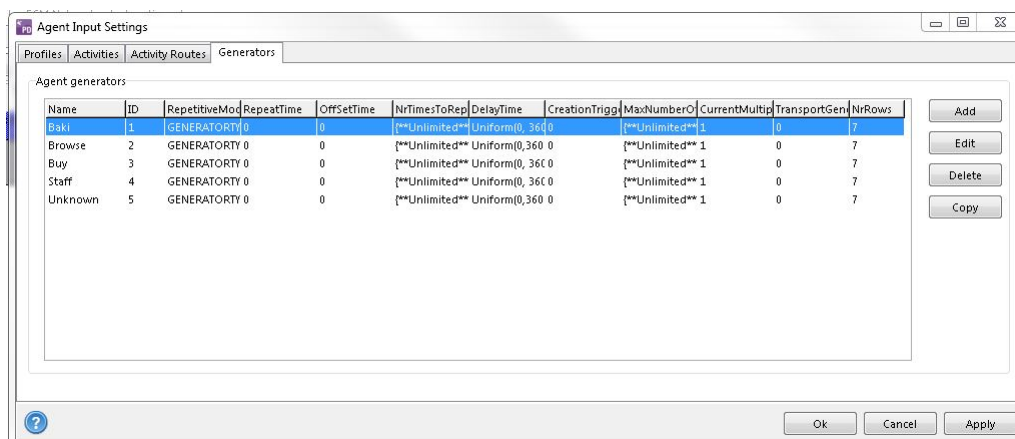 PD Agent Input Settings
Profiles Activities Activity Routes Generators
Agent generators
Name ID RepetitiveMod RepeatTime OffSetTime NrTimesToRep DelayTime CreationTrigge MaxNumberO CurrentMultip TransportGene NrRows
Baki 1 GENERATORTY 0 0 {**Unlimited** Uniform(0, 360 0 {**Unlimited** 1 0 7
Browse 2 GENERATORTY 0 0 {**Unlimited** Uniform(0,360 0 {**Unlimited** 1 0 7
Buy 3 GENERATORTY 0 0 {**Unlimited** Uniform(0, 360 0 {**Unlimited** 1 0 7
Staff 4 GENERATORTY 0 0 {**Unlimited** Uniform(0, 360 0 {**Unlimited** 1 0 7
Unknown 5 GENERATORTY 0 0 {**Unlimited** Uniform(0,360 0 {**Unlimited** 1 0 7
Add
Edit
Delete
Copy
?
Ok Cancel Apply